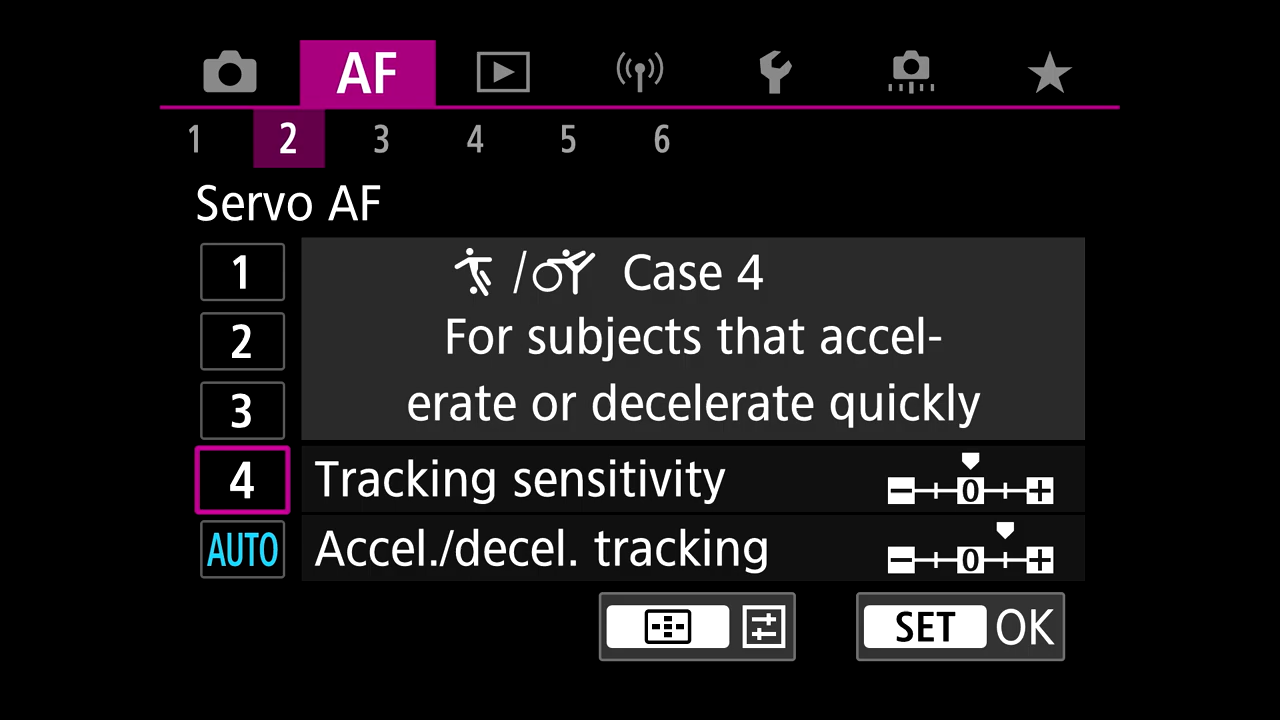 AF
1 2 3 4 5 6
Servo AF
1
2
3
4
AUTO
/ Case 4
For subjects that accel-
erate or decelerate quickly
Tracking sensitivity - 0 +
Accel./decel. tracking - 0 +
SET OK